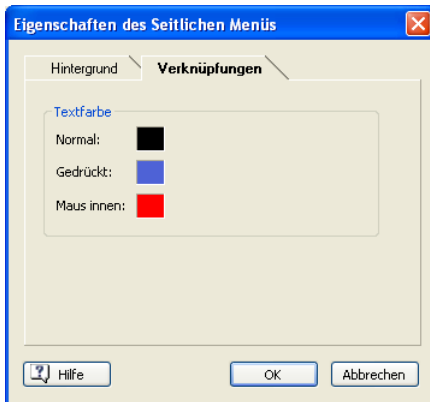 Eigenschaften des Seitlichen Menüs
Hintergrund Verknüpfungen
Textfarbe
Normal:
Gedrückt:
Maus innen:
Hilfe OK Abbrechen